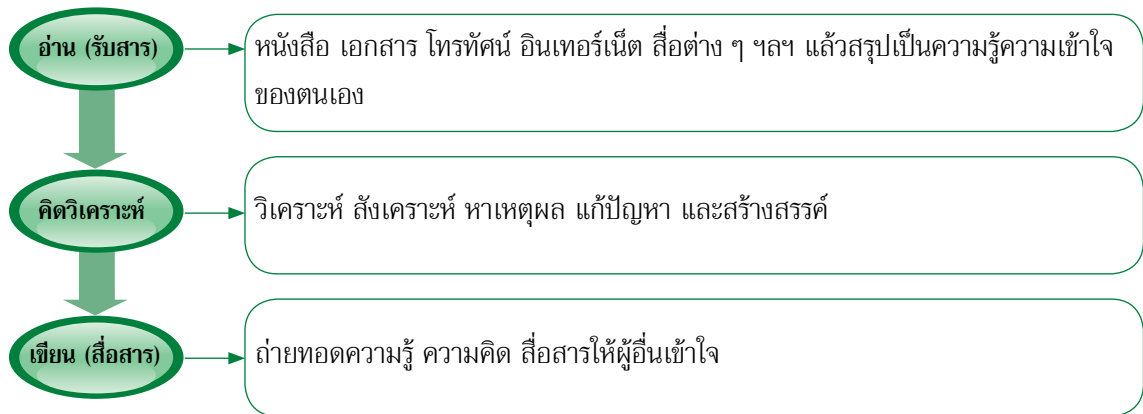 อ่าน (รับสาร)
หนังสือ เอกสาร โทรทัศน์ อินเทอร์เน็ต สื่อต่าง ๆ ฯลฯ แล้วสรุปเป็นความรู้ความเข้าใจ
ของตนเอง
คิดวิเคราะห์
วิเคราะห์ สังเคราะห์ หาเหตุผล แก้ปัญหา และสร้างสรรค์
เขียน (สื่อสาร)
ถ่ายทอดความรู้ ความคิด สื่อสารให้ผู้อื่นเข้าใจ